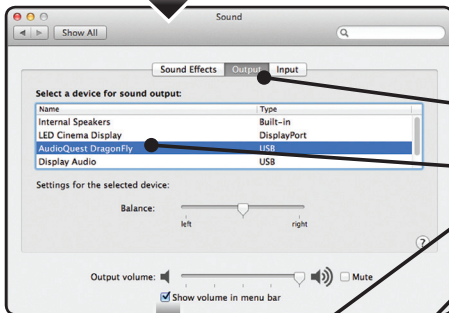 Sound
Show All
Sound Effects Output Input
Select a device for sound output:
Name Type
Internal Speakers Built-in
LED Cinema Display DisplayPort
AudioQuest DragonFly USB
Display Audio USB
Settings for the selected device:
Balance:
left right
?
Output volume: Mute
Show volume in menu bar